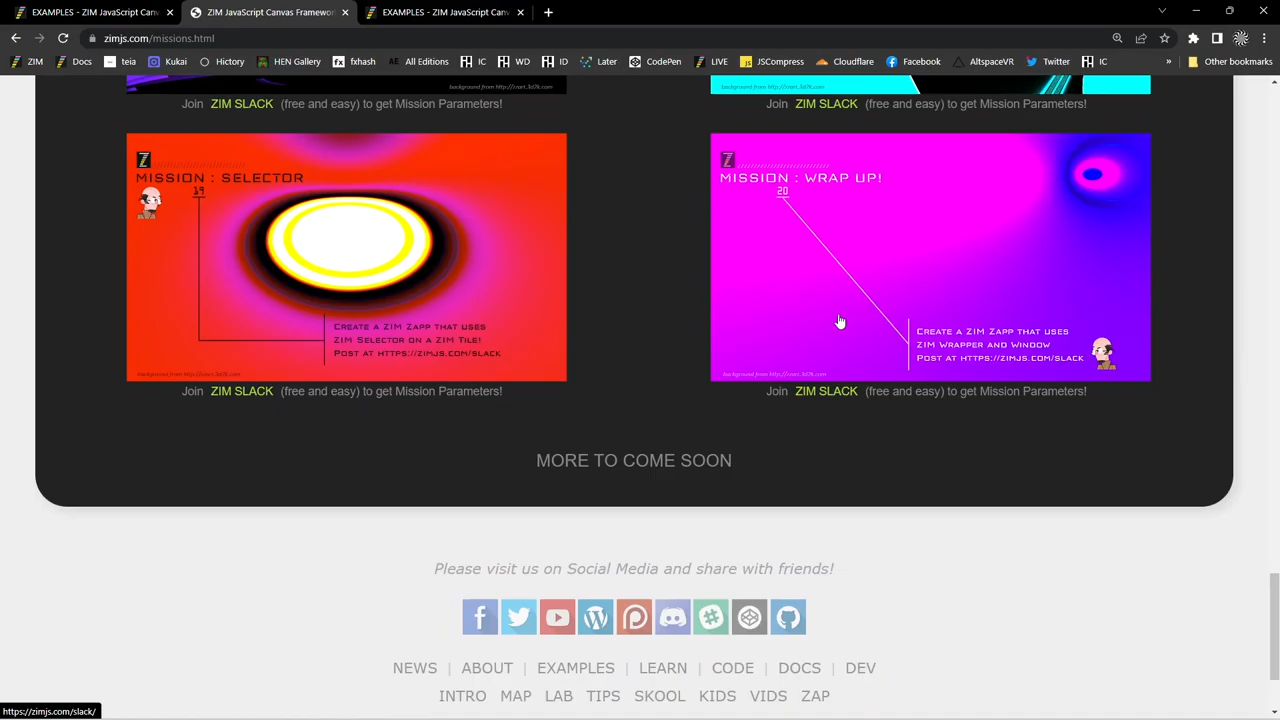 EXAMPLES - ZIM JavaScript Canv
ZIM JavaScript Canvas Framewor
EXAMPLES - ZIM JavaScript Canv
zimjs.com/missions.html
ZIM
Docs
teia
Kukai
Hictory
HEN Gallery
fxhash
All Editions
IC
WD
ID
Later
CodePen
LIVE
JSCompress
Cloudflare
Facebook
AltspaceVR
Twitter
IC
»
Other Bookmarks
Join ZIM SLACK (free and easy) to get Mission Parameters!
Join ZIM SLACK (free and easy) to get Mission Parameters!
MISSION : SELECTOR
19
CREATE A ZIM ZAPP THAT USES
ZIM SELECTOR ON A ZIM TILE!
POST AT HTTPS://ZIMJS.COM/SLACK
MISSION : WRAP UP!
20
CREATE A ZIM ZAPP THAT USES
ZIM WRAPPER AND WINDOW
POST AT HTTPS://ZIMJS.COM/SLACK
Join ZIM SLACK (free and easy) to get Mission Parameters!
Join ZIM SLACK (free and easy) to get Mission Parameters!
MORE TO COME SOON
Please visit us on Social Media and share with friends!
NEWS | ABOUT | EXAMPLES | LEARN | CODE | DOCS | DEV
INTRO MAP LAB TIPS SKOOL KIDS VIDS ZAP
https://zimjs.com/slack/